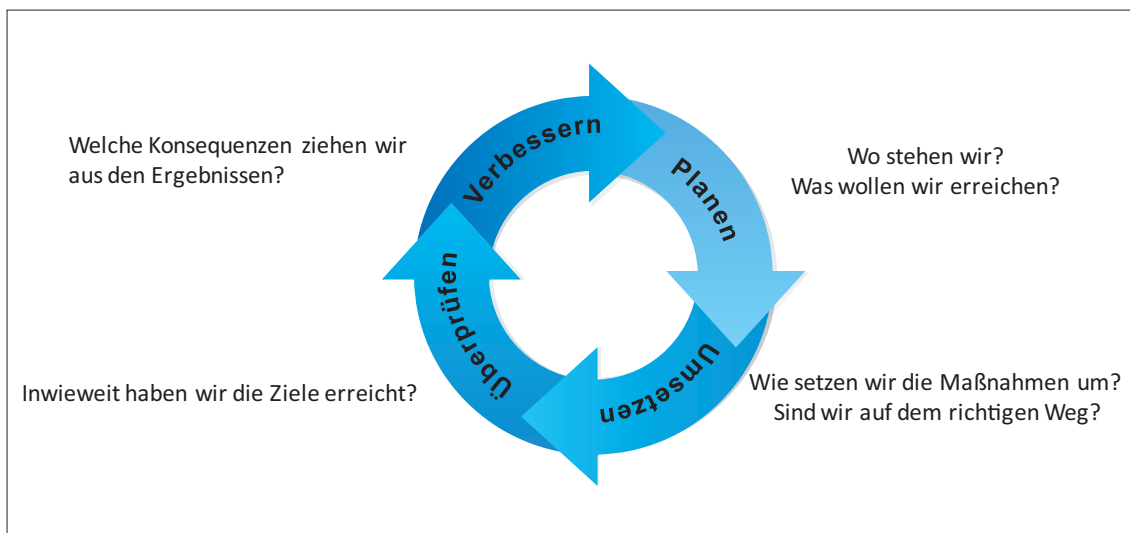 Verbessern
Welche Konsequenzen ziehen wir
aus den Ergebnissen?
Planen
Wo stehen wir?
Was wollen wir erreichen?
Umsetzen
Wie setzen wir die Maßnahmen um?
Sind wir auf dem richtigen Weg?
Überprüfen
Inwieweit haben wir die Ziele erreicht?